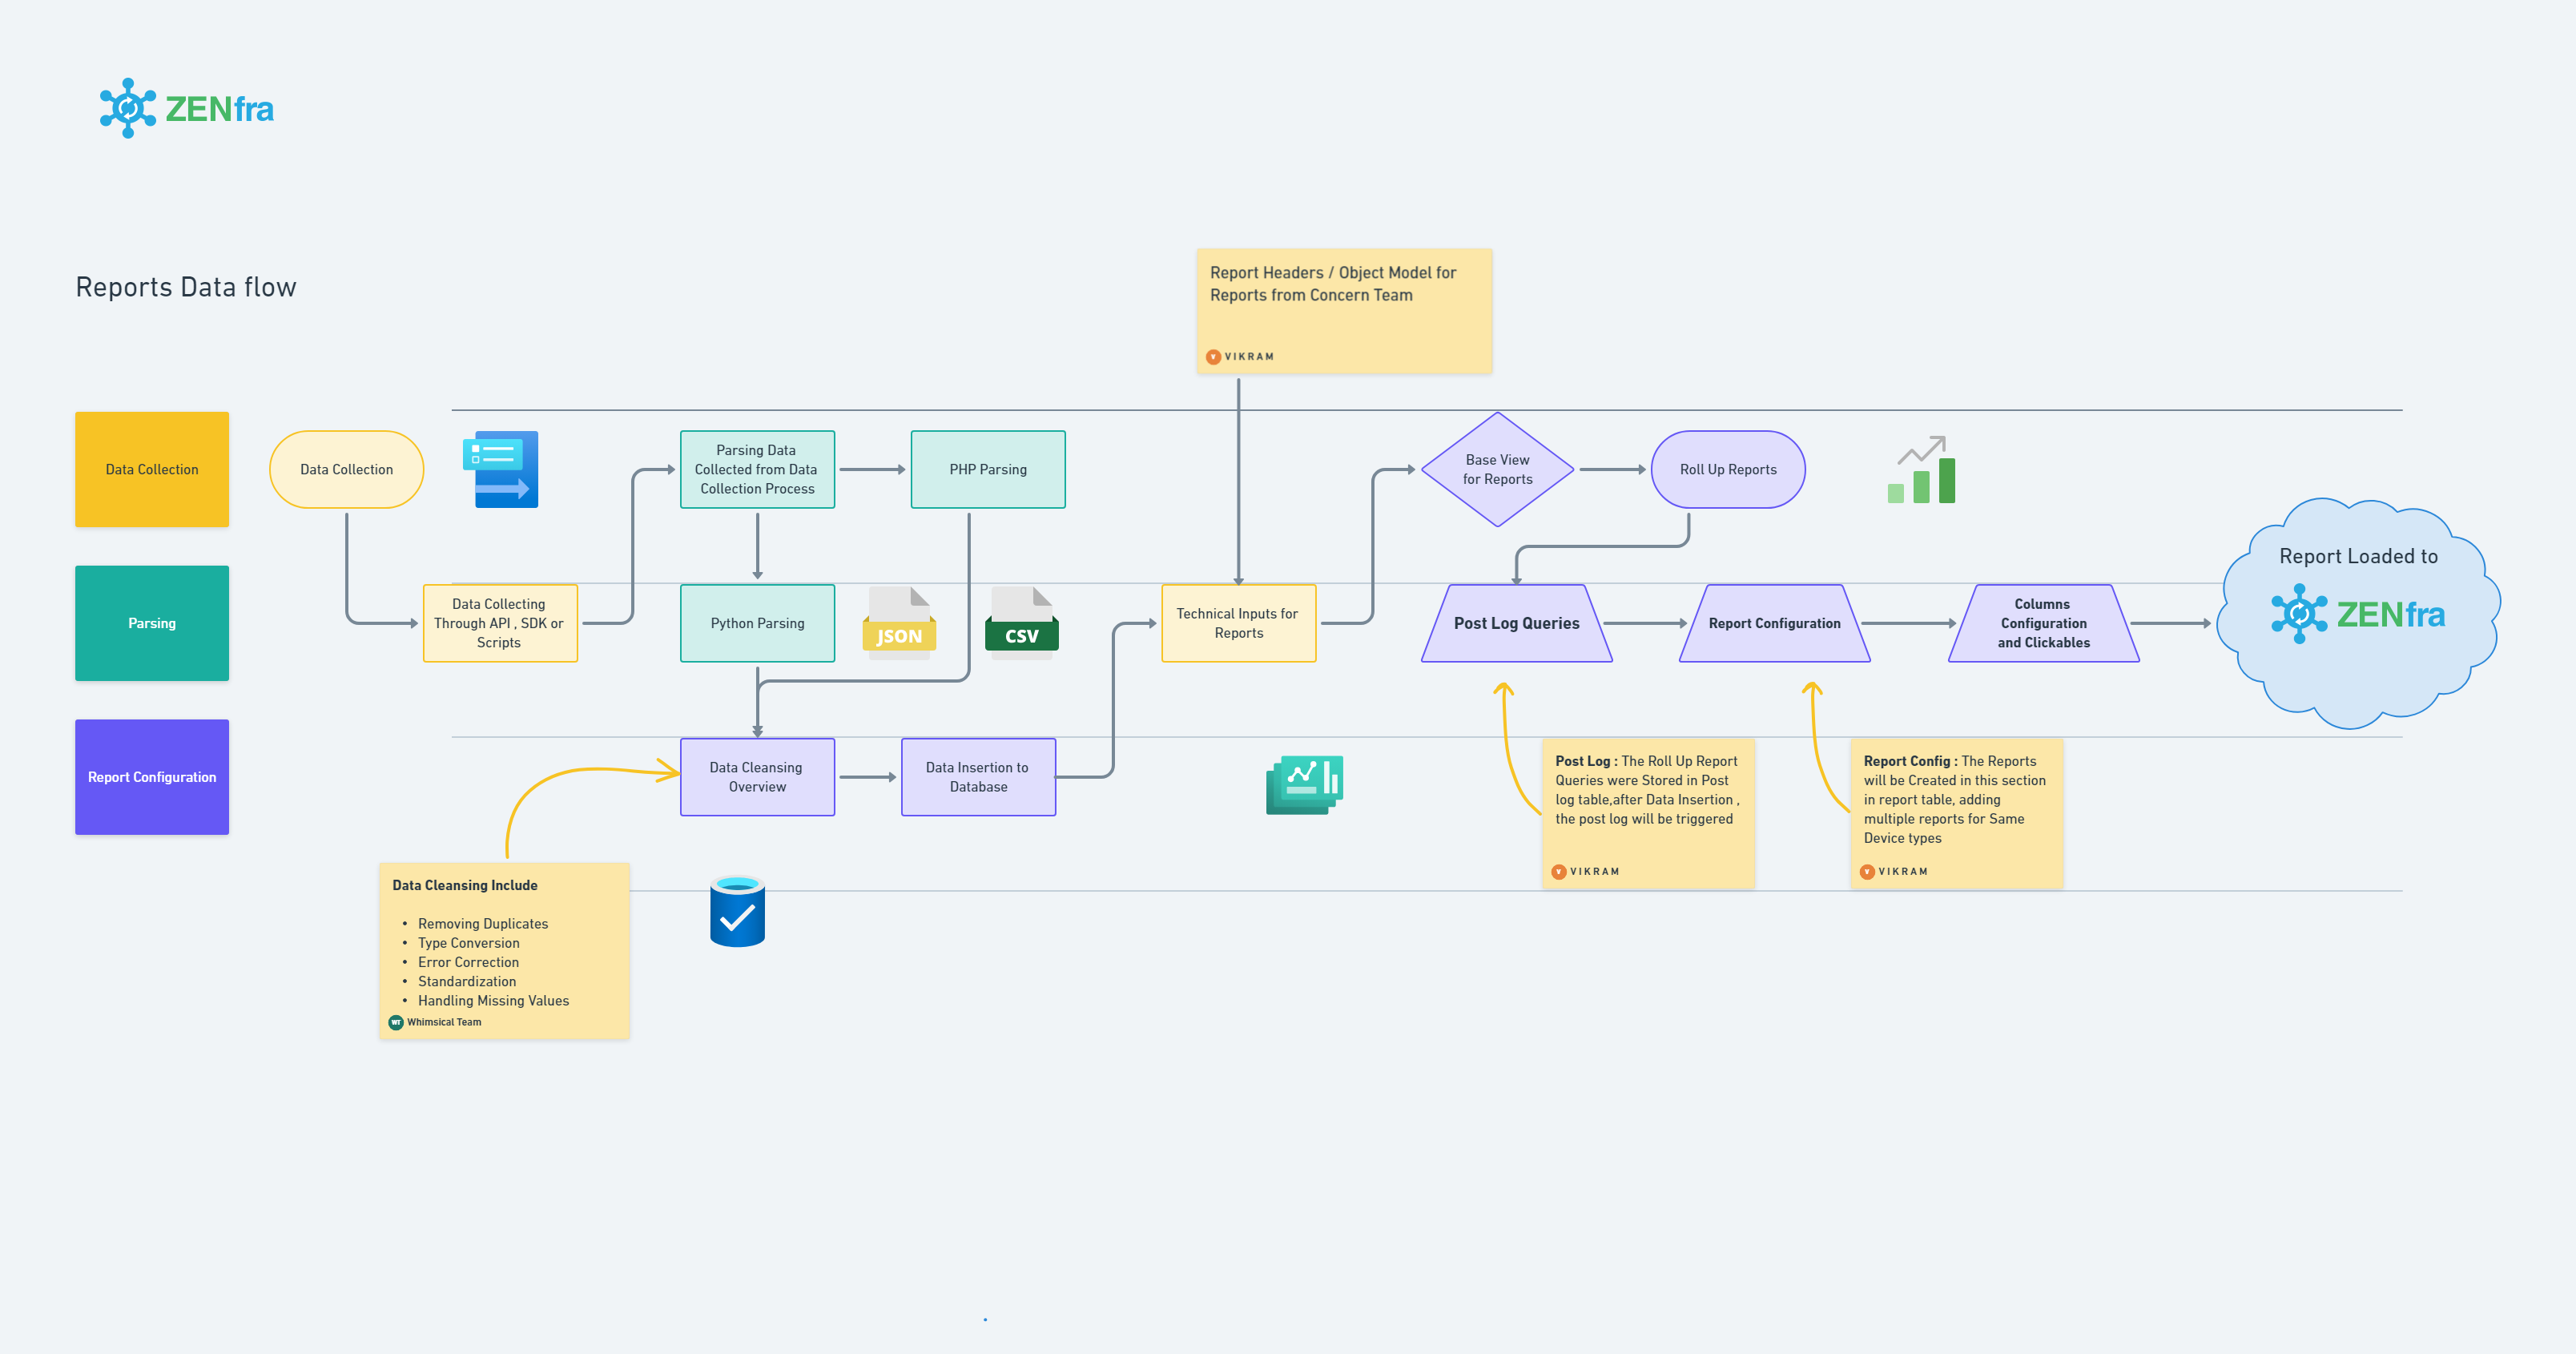 ZENfra
Reports Data flow
Report Headers / Object Model for
Reports from Concern Team
V VIKRAM
Data Collection
Data Collection
Parsing Data
Collected from Data
Collection Process
PHP Parsing
Base View
for Reports
Roll Up Reports
Report Loaded to
ZENfra
Parsing
Data Collecting
Through API , SDK or
Scripts
Python Parsing
JSON
CSV
Technical Inputs for
Reports
Post Log Queries
Report Configuration
Columns
Configuration
and Clickables
Report Configuration
Data Cleansing
Overview
Data Insertion to
Database
Post Log : The Roll Up Report
Queries were Stored in Post
log table,after Data Insertion ,
the post log will be triggered
V VIKRAM
Report Config : The Reports
will be Created in this section
in report table, adding
multiple reports for Same
Device types
V VIKRAM
Data Cleansing Include
• Removing Duplicates
• Type Conversion
• Error Correction
• Standardization
• Handling Missing Values
WT Whimsical Team